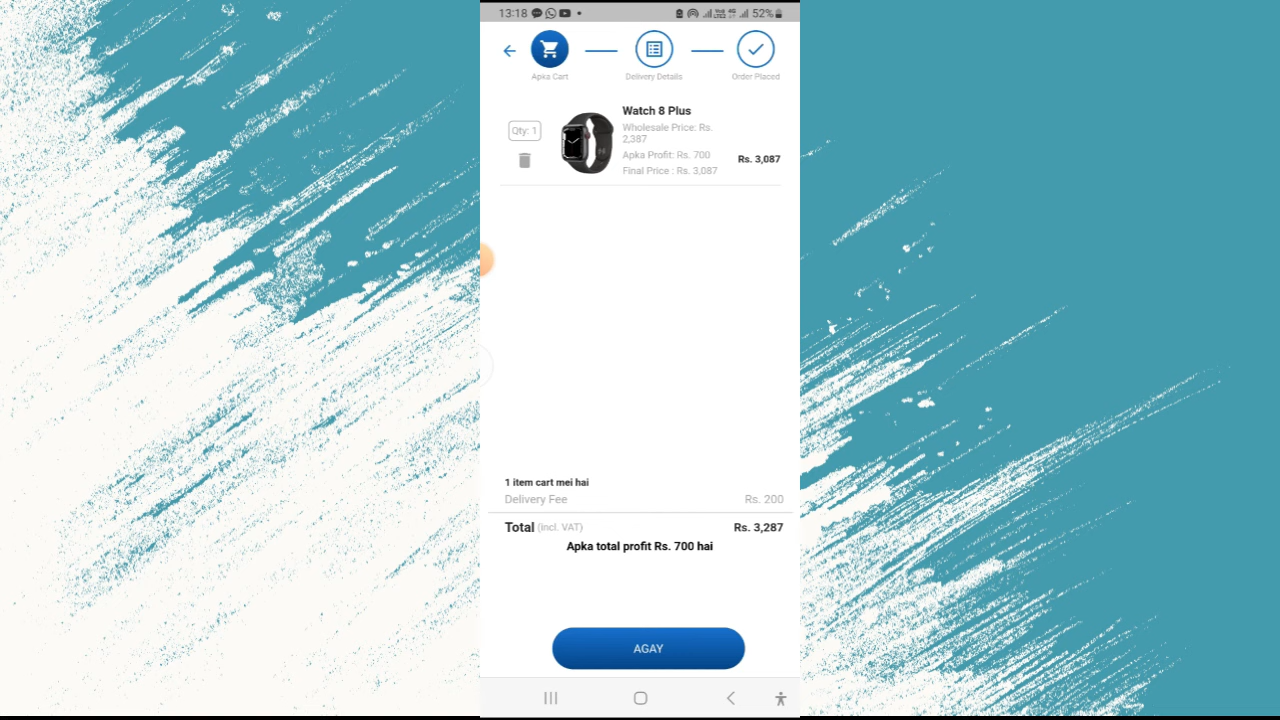 13:18
52%
Apka Cart
Delivery Details
Order Placed
Watch 8 Plus
Qty: 1
Wholesale Price: Rs.
2,387
Apka Profit: Rs. 700
Rs. 3,087
Final Price : Rs. 3,087
1 item cart mei hai
Delivery Fee Rs. 200
Total (incl. VAT) Rs. 3,287
Apka total profit Rs. 700 hai
AGAY